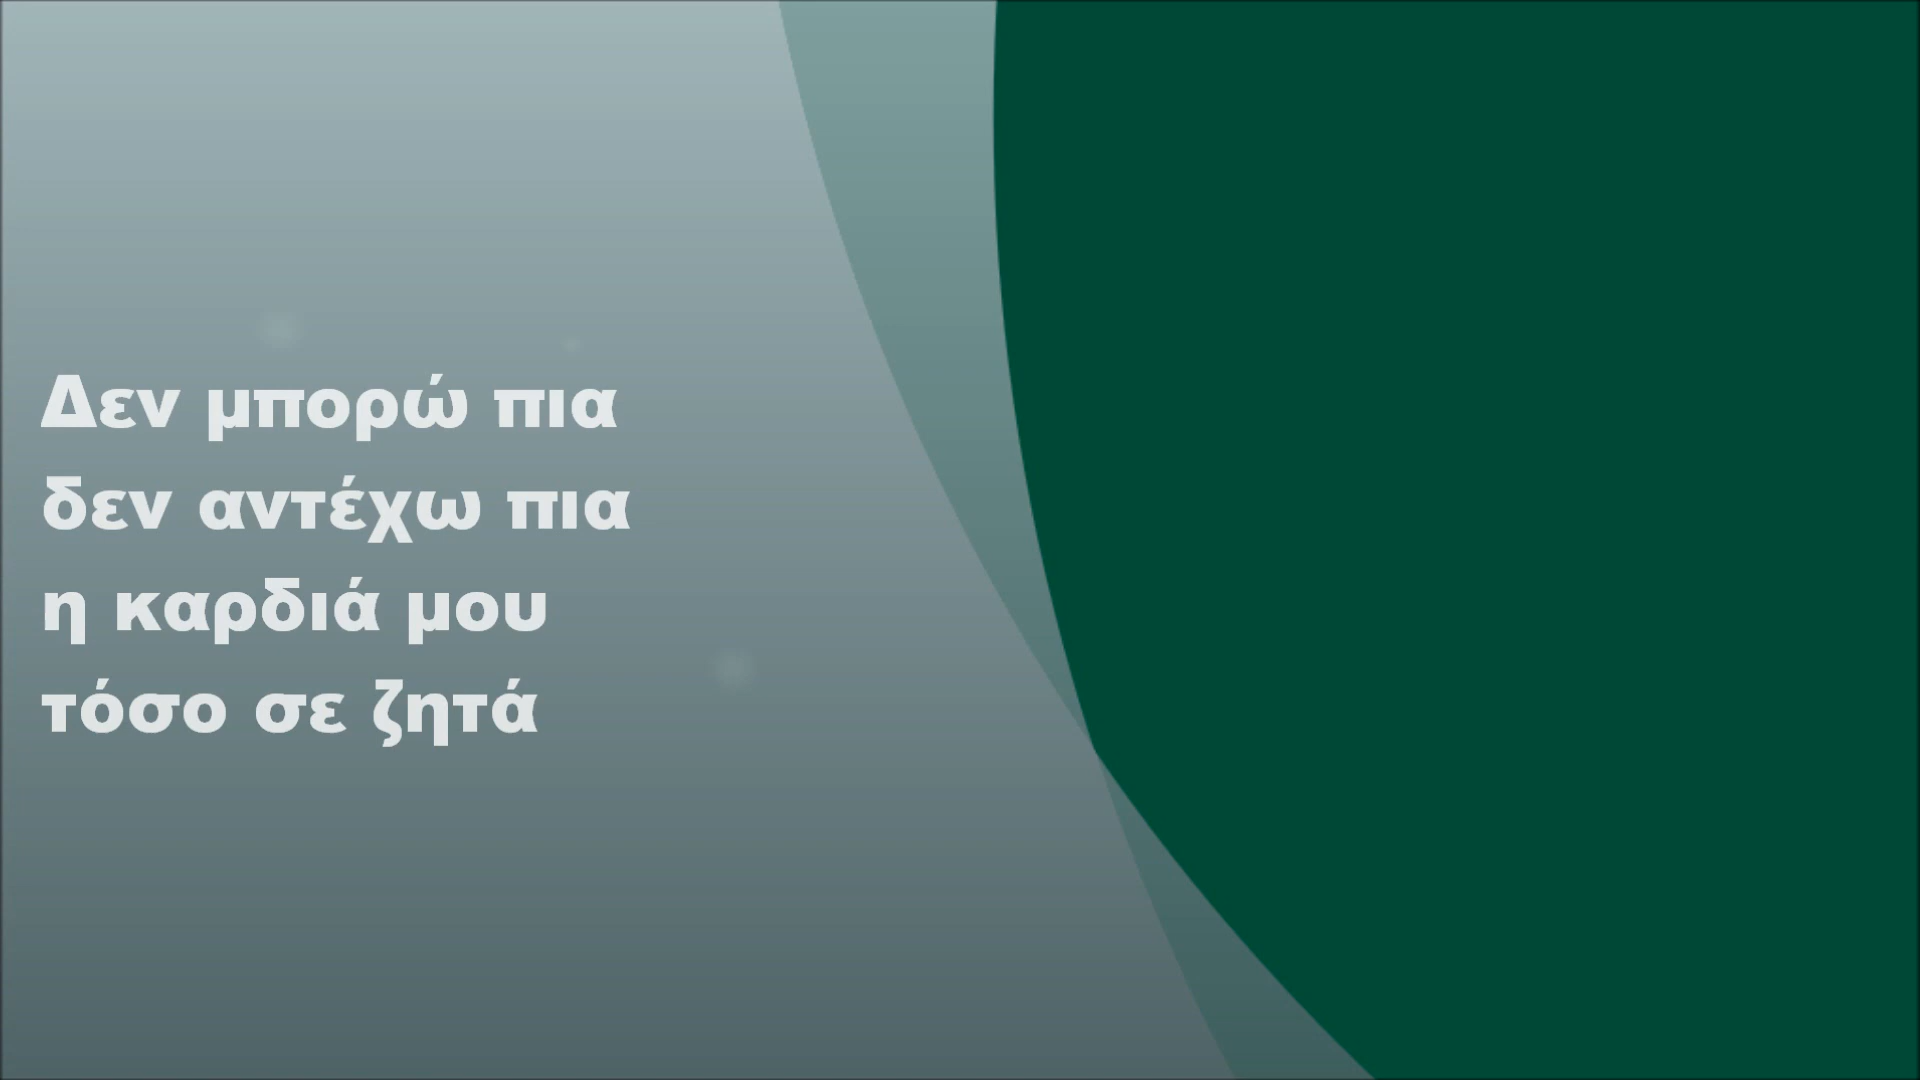 Δεν μπορώ πια
δεν αντέχω πια
η καρδιά μου
τόσο σε ζητά